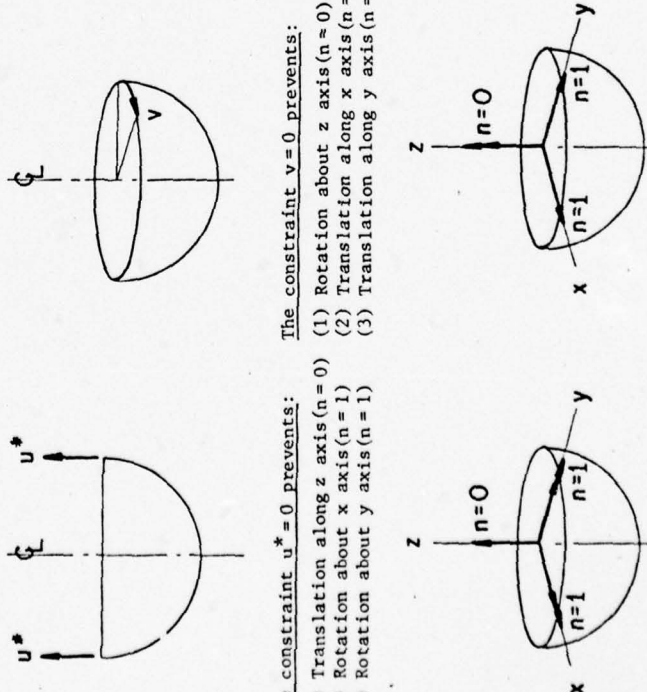 u* ℄ u*
constraint u* = 0 prevents:
Translation along z axis(n = 0)
Rotation about x axis(n = 1)
Rotation about y axis(n = 1)
z
n=0
n=1
n=1
x
y
℄
v
The constraint v = 0 prevents:
(1) Rotation about z axis(n = 0)
(2) Translation along x axis(n =
(3) Translation along y axis(n =
z
n=0
n=1
n=1
x
y